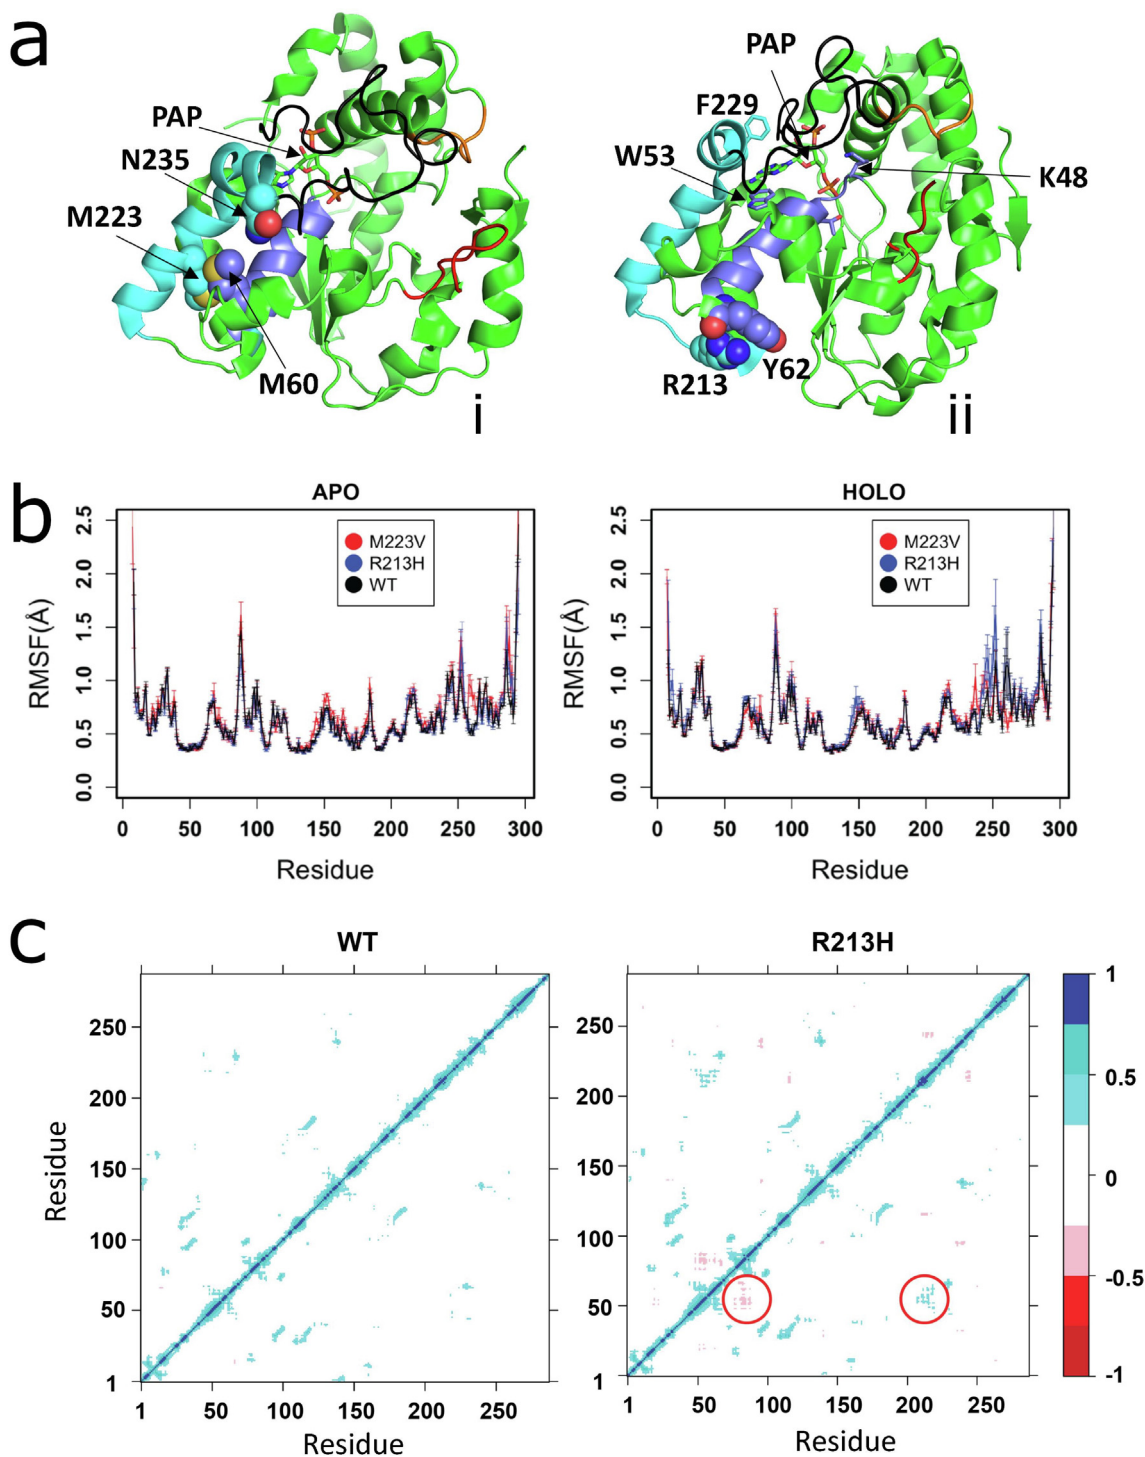 a
PAP
N235
M223
M60
i
PAP
F229
W53
K48
R213
Y62
ii
b
APO
HOLO
RMSF(Å)
2.5
2.0
1.5
1.0
0.5
0.0
M223V
R213H
WT
0 50 100 150 200 250 300
Residue
RMSF(Å)
2.5
2.0
1.5
1.0
0.5
0.0
M223V
R213H
WT
0 50 100 150 200 250 300
Residue
c
WT
R213H
Residue
250
200
150
100
50
1
1 50 100 150 200 250
Residue
250
200
150
100
50
1
1 50 100 150 200 250
Residue
1
0.5
0
-0.5
-1